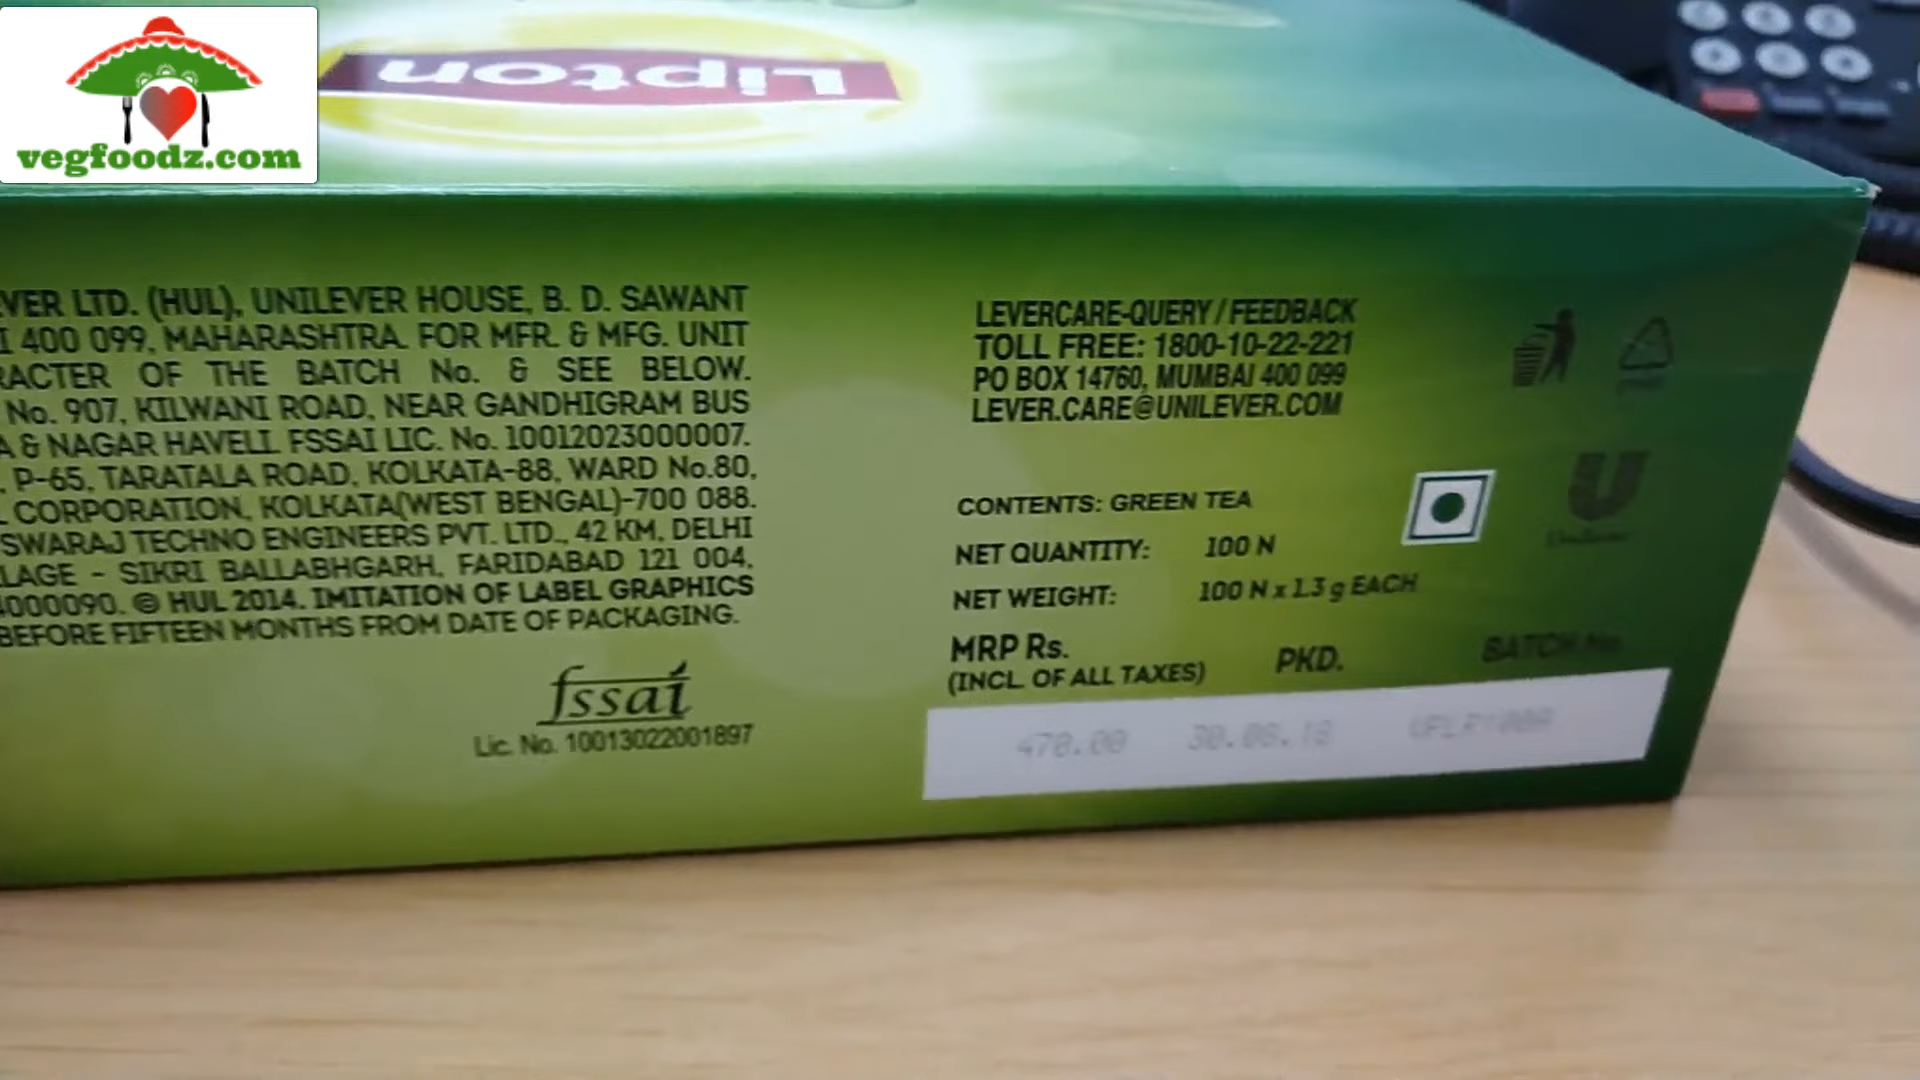 vegfoodz.com
Lipton
VER LTD. (HUL), UNILEVER HOUSE, B. D. SAWANT
I 400 099, MAHARASHTRA. FOR MFR. & MFG. UNIT
RACTER OF THE BATCH No. & SEE BELOW.
No. 907, KILWANI ROAD, NEAR GANDHIGRAM BUS
A & NAGAR HAVELI. FSSAI LIC. No. 10012023000007.
, P-65, TARATALA ROAD, KOLKATA-88, WARD No.80,
L CORPORATION, KOLKATA(WEST BENGAL)-700 088.
SWARAJ TECHNO ENGINEERS PVT. LTD., 42 KM, DELHI
LAGE - SIKRI BALLABHGARH, FARIDABAD 121 004,
000090. © HUL 2014. IMITATION OF LABEL GRAPHICS
BEFORE FIFTEEN MONTHS FROM DATE OF PACKAGING.
fssai
Lic. No. 10013022001897
LEVERCARE-QUERY / FEEDBACK
TOLL FREE: 1800-10-22-221
PO BOX 14760, MUMBAI 400 099
LEVER.CARE@UNILEVER.COM
CONTENTS: GREEN TEA
NET QUANTITY: 100 N
NET WEIGHT: 100 N x 1.3 g EACH
MRP Rs.
(INCL. OF ALL TAXES)
PKD.
BATCH No.
470.00
Unilever